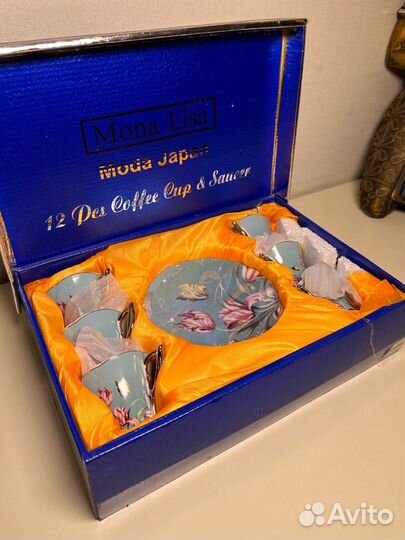 Mona Lisa
Moda Japan
12 Pcs Coffee Cup & Saucer
Avito